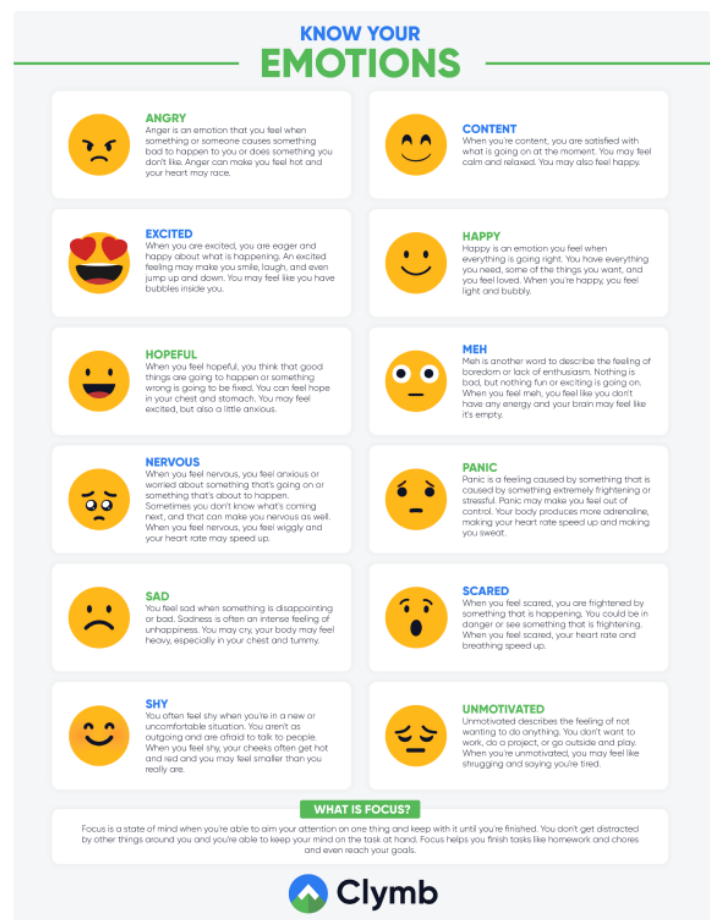 KNOW YOUR
EMOTIONS
ANGRY
Anger is an emotion that you feel when
something or someone causes something
bad to happen to you or does something you
don't like. Anger can make you feel hot and
your heart may race.
CONTENT
When you're content, you are satisfied with
what is going on at the moment. You may feel
calm and relaxed. You may also feel happy.
EXCITED
When you are excited, you are eager and
happy about what is happening. An excited
feeling may make you smile, laugh, and even
jump up and down. You may feel like you have
bubbles inside you.
HAPPY
Happy is an emotion you feel when
everything is going right. You have everything
you need, some of the things you want, and
you feel loved. When you're happy, you feel
light and bubbly.
HOPEFUL
When you feel hopeful, you think that good
things are going to happen or something
wrong is going to be fixed. You can feel hope
in your chest and stomach. You may feel
excited, but also a little anxious.
MEH
Meh is another word to describe the feeling of
boredom or lack of enthusiasm. Nothing is
bad, but nothing fun or exciting is going on.
When you feel meh, you feel like you don't
have any energy and your brain may feel like
it's empty.
NERVOUS
When you feel nervous, you feel anxious or
worried about something that's going on or
something that's about to happen.
Sometimes you don't know what's coming
next, and that can make you nervous as well.
When you feel nervous, you feel wiggly and
your heart rate may speed up.
PANIC
Panic is a feeling caused by something that is
caused by something extremely frightening or
stressful. Panic may make you feel out of
control. Your body produces more adrenaline,
making your heart rate speed up and making
you sweat.
SAD
You feel sad when something is disappointing
or bad. Sadness is often an intense feeling of
unhappiness. You may cry, your body may feel
heavy, especially in your chest and tummy.
SCARED
When you feel scared, you are frightened by
something that is happening. You could be in
danger or see something that is frightening.
When you feel scared, your heart rate and
breathing speed up.
SHY
You often feel shy when you're in a new or
uncomfortable situation. You aren't as
outgoing and are afraid to talk to people.
When you feel shy, your cheeks often get hot
and red and you may feel smaller than you
really are.
UNMOTIVATED
Unmotivated describes the feeling of not
wanting to do anything. You don't want to
work, do a project, or go outside and play.
When you're unmotivated, you may feel like
shrugging and saying you're tired.
WHAT IS FOCUS?
Focus is a state of mind when you're able to aim your attention on one thing and keep with it until you're finished. You don't get distracted
by other things around you and you're able to keep your mind on the task at hand. Focus helps you finish tasks like homework and chores
and even reach your goals.
Clymb